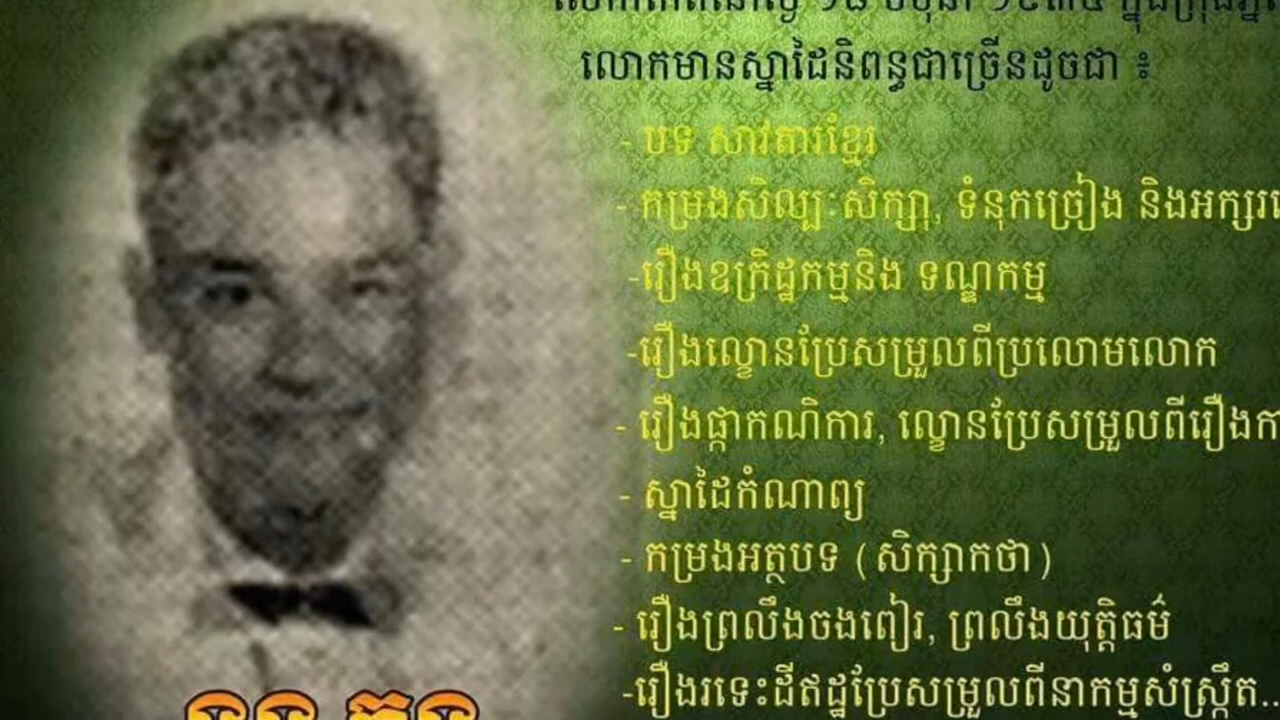 លោកមានស្នាដៃនិពន្ធជាច្រើនដូចជា ៖
- បទ សាវតារខ្មែរ
- កម្រងសិល្បៈសិក្សា, ទំនុកច្រៀង និងអក្សរ
-រឿងឧក្រិដ្ឋកម្មនិង ទណ្ឌកម្ម
-រឿងល្ខោនប្រែសម្រួលពីប្រលោមលោក
- រឿងផ្កាកណិការ, ល្ខោនប្រែសម្រួលពីរឿង
- ស្នាដៃកំណាព្យ
- កម្រងអត្ថបទ ( សិក្សាកថា )
- រឿងព្រលឹងចងពៀរ, ព្រលឹងយុត្តិធម៌
-រឿងរទេះដីឥដ្ឋប្រែសម្រួលពីនាកម្មសំស្ក្រឹត..